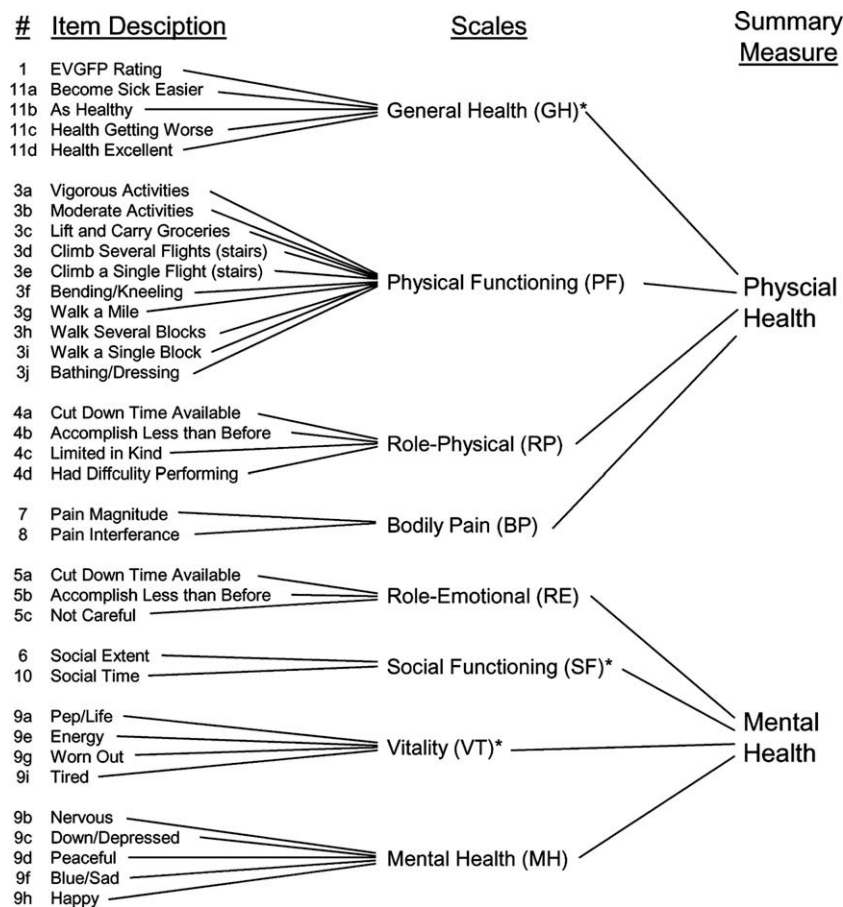 # Item Desciption Scales Summary
Measure
1 EVGFP Rating
11a Become Sick Easier
11b As Healthy General Health (GH)*
11c Health Getting Worse
11d Health Excellent
3a Vigorous Activities
3b Moderate Activities
3c Lift and Carry Groceries
3d Climb Several Flights (stairs)
3e Climb a Single Flight (stairs) Physical Functioning (PF) Physcial
3f Bending/Kneeling Health
3g Walk a Mile
3h Walk Several Blocks
3i Walk a Single Block
3j Bathing/Dressing
4a Cut Down Time Available
4b Accomplish Less than Before
4c Limited in Kind Role-Physical (RP)
4d Had Diffculity Performing
7 Pain Magnitude Bodily Pain (BP)
8 Pain Interferance
5a Cut Down Time Available
5b Accomplish Less than Before Role-Emotional (RE)
5c Not Careful
6 Social Extent Social Functioning (SF)*
10 Social Time
9a Pep/Life Mental
9e Energy Vitality (VT)* Health
9g Worn Out
9i Tired
9b Nervous
9c Down/Depressed
9d Peaceful Mental Health (MH)
9f Blue/Sad
9h Happy